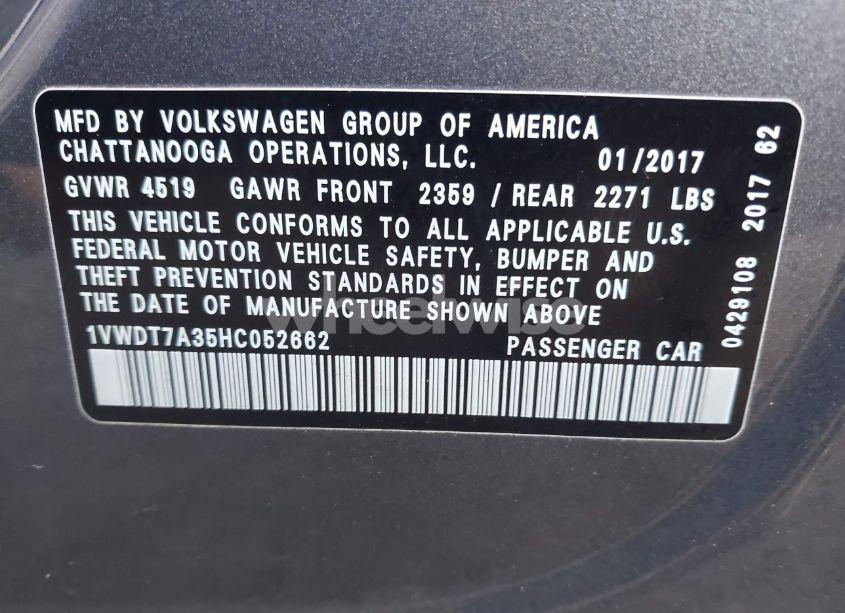 MFD BY VOLKSWAGEN GROUP OF AMERICA
CHATTANOOGA OPERATIONS, LLC. 01/2017
GVWR 4519 GAWR FRONT 2359 / REAR 2271 LBS
THIS VEHICLE CONFORMS TO ALL APPLICABLE U.S.
FEDERAL MOTOR VEHICLE SAFETY, BUMPER AND
THEFT PREVENTION STANDARDS IN EFFECT ON
THE DATE OF MANUFACTURE SHOWN ABOVE
1VWDT7A35HC052662 PASSENGER CAR
0429108 2017 62
wheelwise